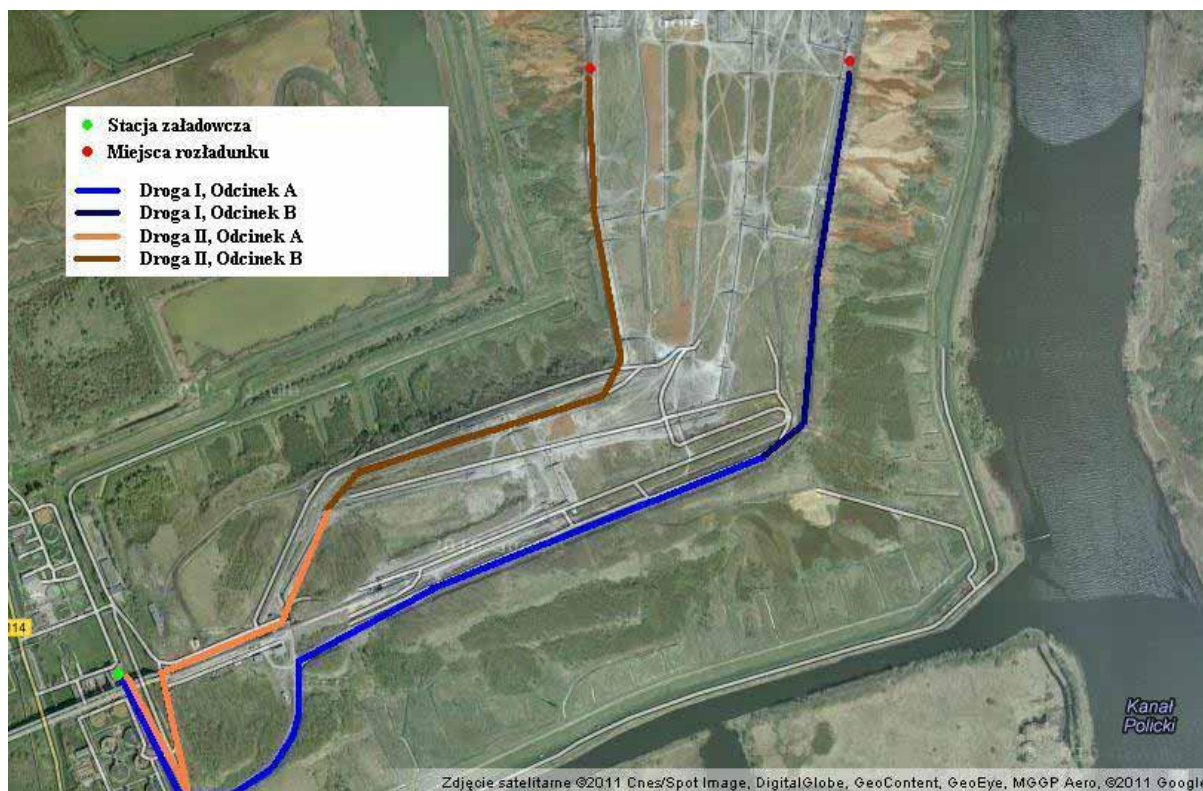 Stacja załadowcza
Miejsca rozładunku
Droga I, Odcinek A
Droga I, Odcinek B
Droga II, Odcinek A
Droga II, Odcinek B
114
Kanał
Policki
Zdjęcie satelitarne ©2011 Cnes/Spot Image, DigitalGlobe, GeoContent, GeoEye, MGGP Aero, ©2011 Google